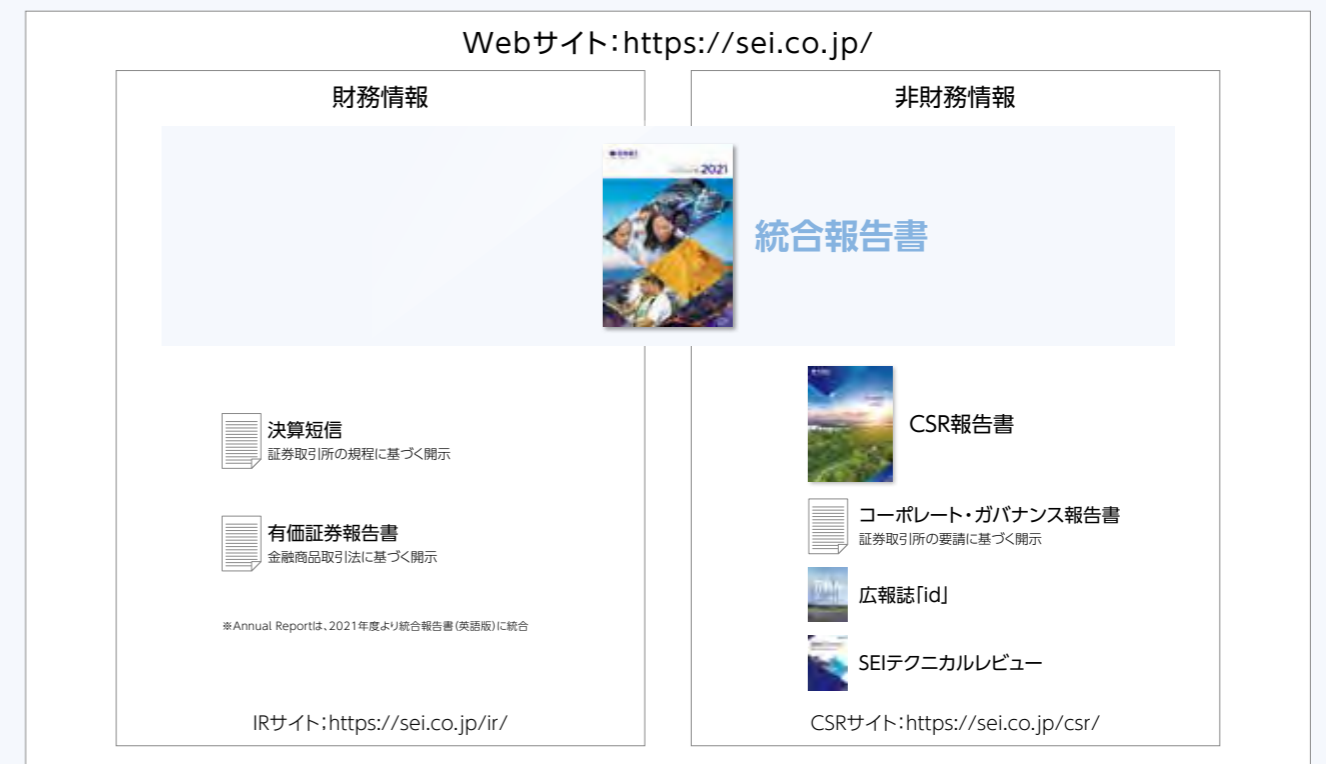 Webサイト：https://sei.co.jp/
財務情報
非財務情報
2021
統合報告書
決算短信
証券取引所の規程に基づく開示
有価証券報告書
金融商品取引法に基づく開示
※Annual Reportは、2021年度より統合報告書（英語版）に統合
IRサイト；https://sei.co.jp/ir/
CSR報告書
コーポレート・ガバナンス報告書
証券取引所の要請に基づく開示
広報誌「id」
SEIテクニカルレビュー
CSRサイト：https://sei.co.jp/csr/